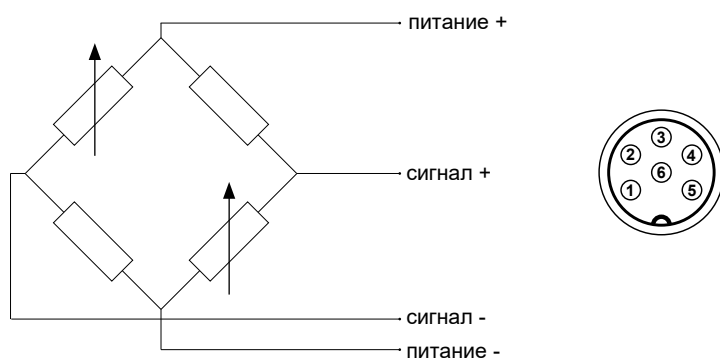 питание +
сигнал +
сигнал -
питание -
3
2
4
6
1
5